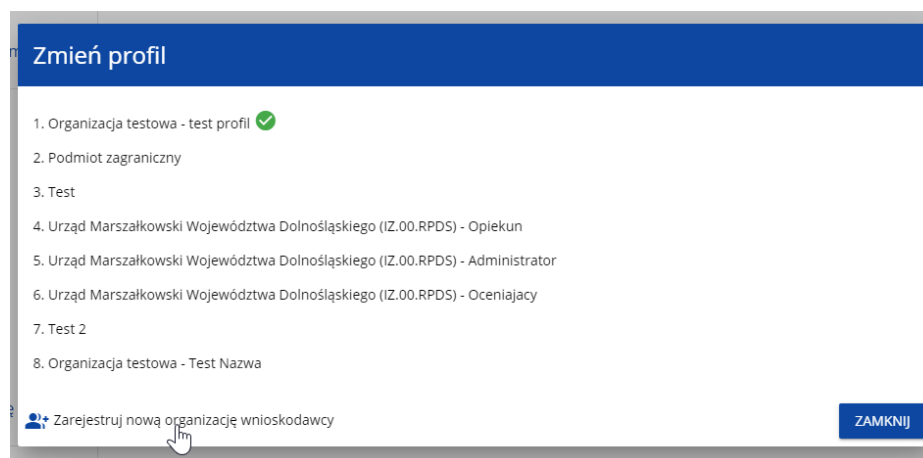 Zmień profil
1. Organizacja testowa - test profil
2. Podmiot zagraniczny
3. Test
4. Urząd Marszałkowski Województwa Dolnośląskiego (IZ.00.RPDS) - Opiekun
5. Urząd Marszałkowski Województwa Dolnośląskiego (IZ.00.RPDS) - Administrator
6. Urząd Marszałkowski Województwa Dolnośląskiego (IZ.00.RPDS) - Oceniajacy
7. Test 2
8. Organizacja testowa - Test Nazwa
Zarejestruj nową organizację wnioskodawcy
ZAMKNIJ